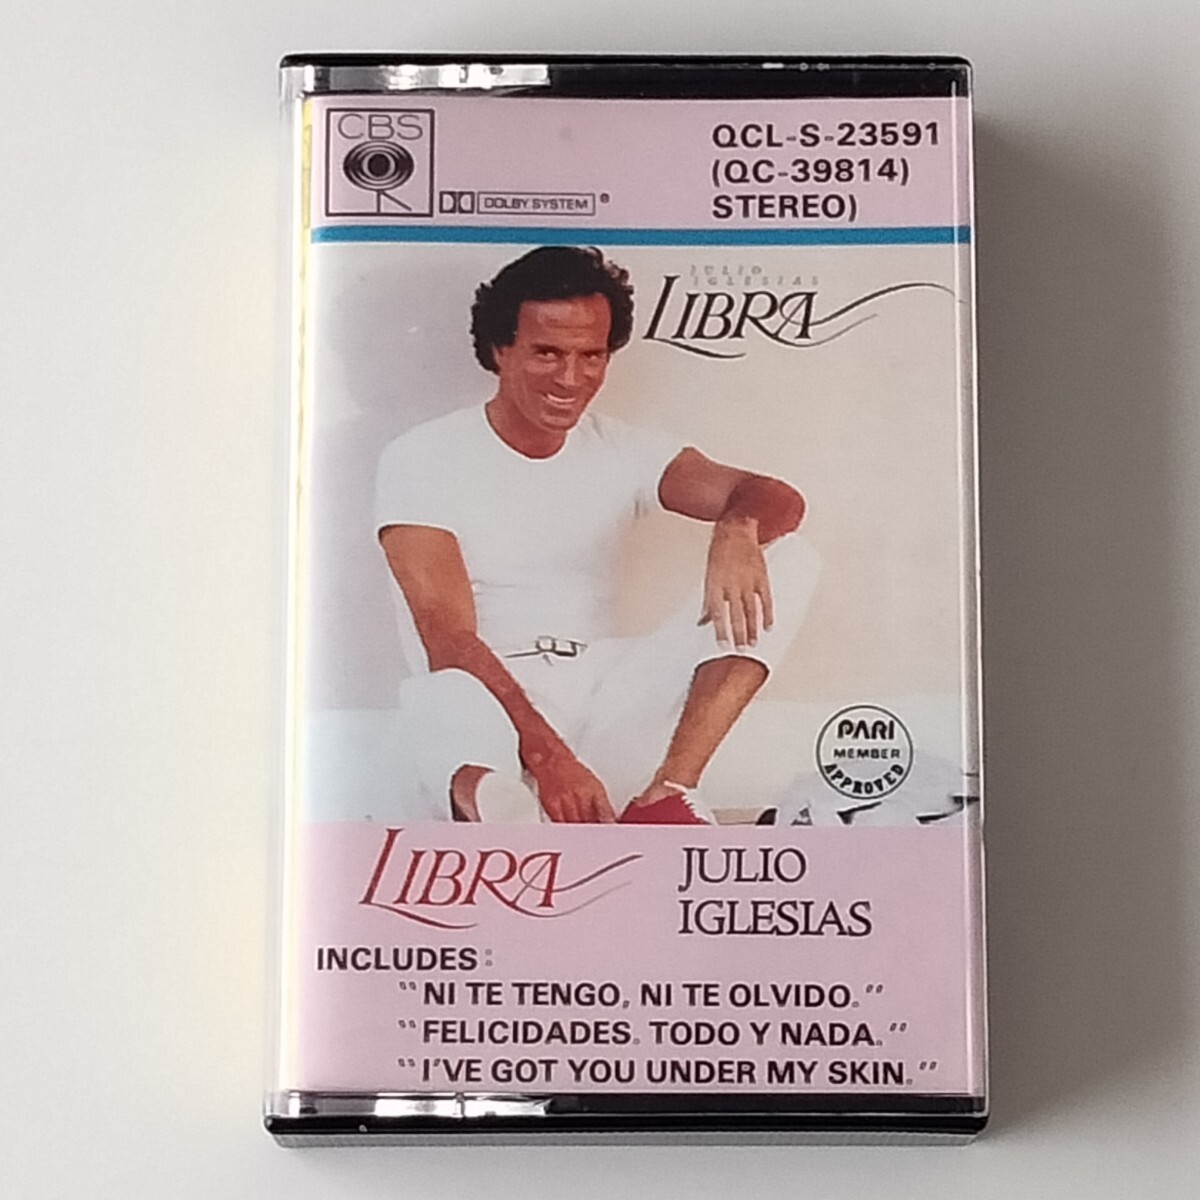 CBS
DOLBY SYSTEM ®
QCL-S-23591
(QC-39814)
STEREO)
JULIO
IGLESIAS
LIBRA
PARI
MEMBER
APPROVED
LIBRA
JULIO
IGLESIAS
INCLUDES:
"NI TE TENGO, NI TE OLVIDO."
"FELICIDADES. TODO Y NADA."
"I'VE GOT YOU UNDER MY SKIN."